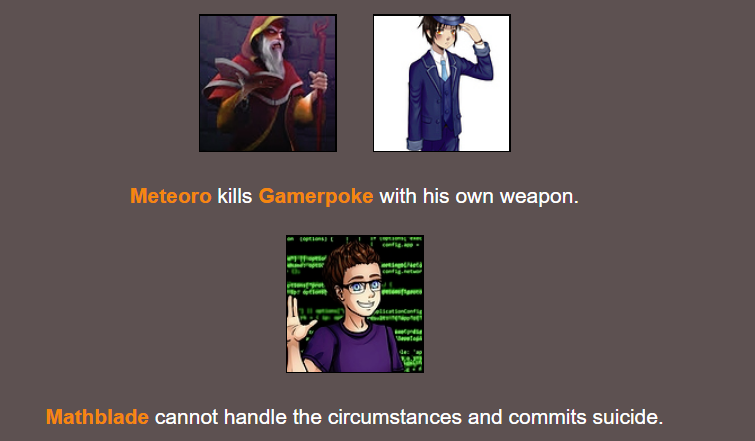 Meteoro kills Gamerpoke with his own weapon.
Mathblade cannot handle the circumstances and commits suicide.